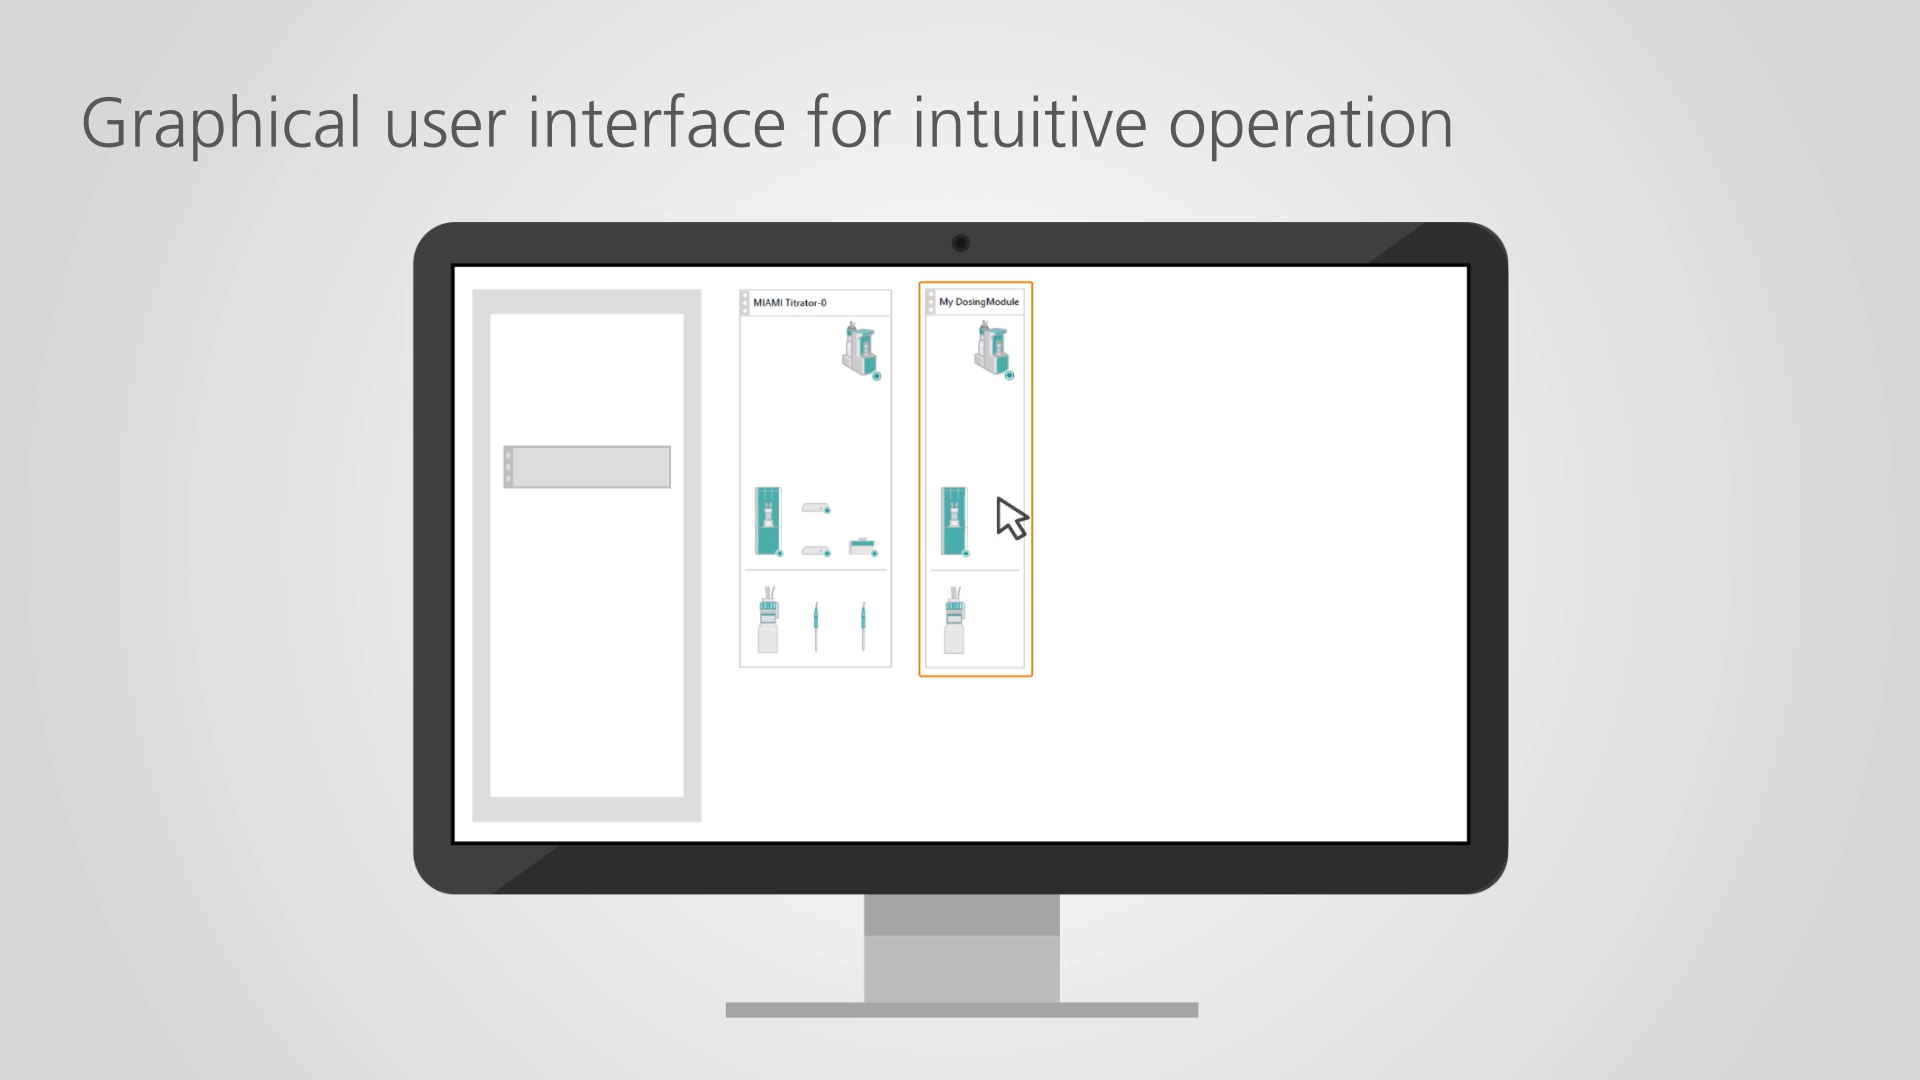 Graphical user interface for intuitive operation
MIAMI Titrator-0
My DosingModule